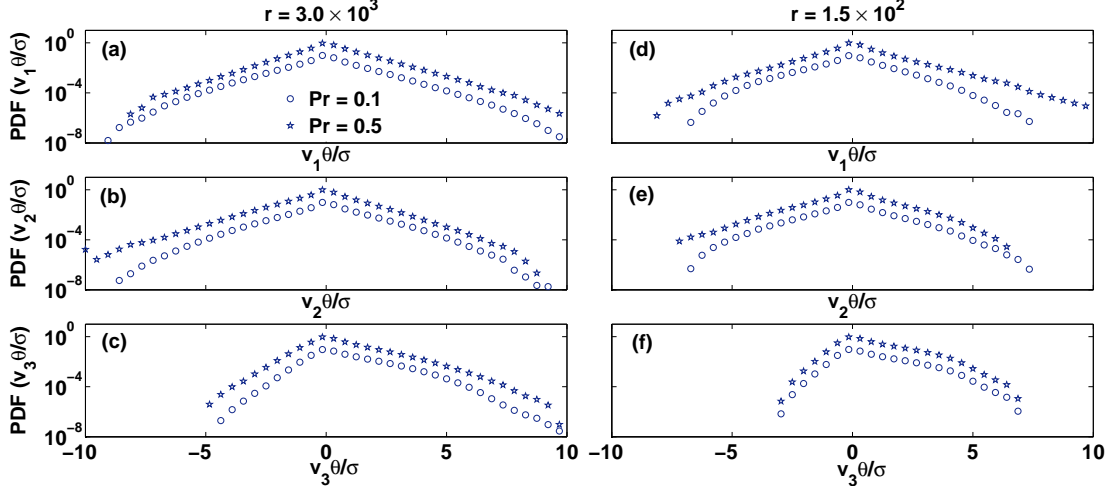 r = 3.0 × 10³
r = 1.5 × 10²
PDF (v₁θ/σ)
10⁰
10⁻⁴
10⁻⁸
(a)
Pr = 0.1
Pr = 0.5
v₁θ/σ
(d)
v₁θ/σ
PDF (v₂θ/σ)
10⁰
10⁻⁴
10⁻⁸
(b)
v₂θ/σ
(e)
v₂θ/σ
PDF (v₃θ/σ)
10⁰
10⁻⁴
10⁻⁸
(c)
−10 −5 0 5 10
v₃θ/σ
(f)
−10 −5 0 5 10
v₃θ/σ